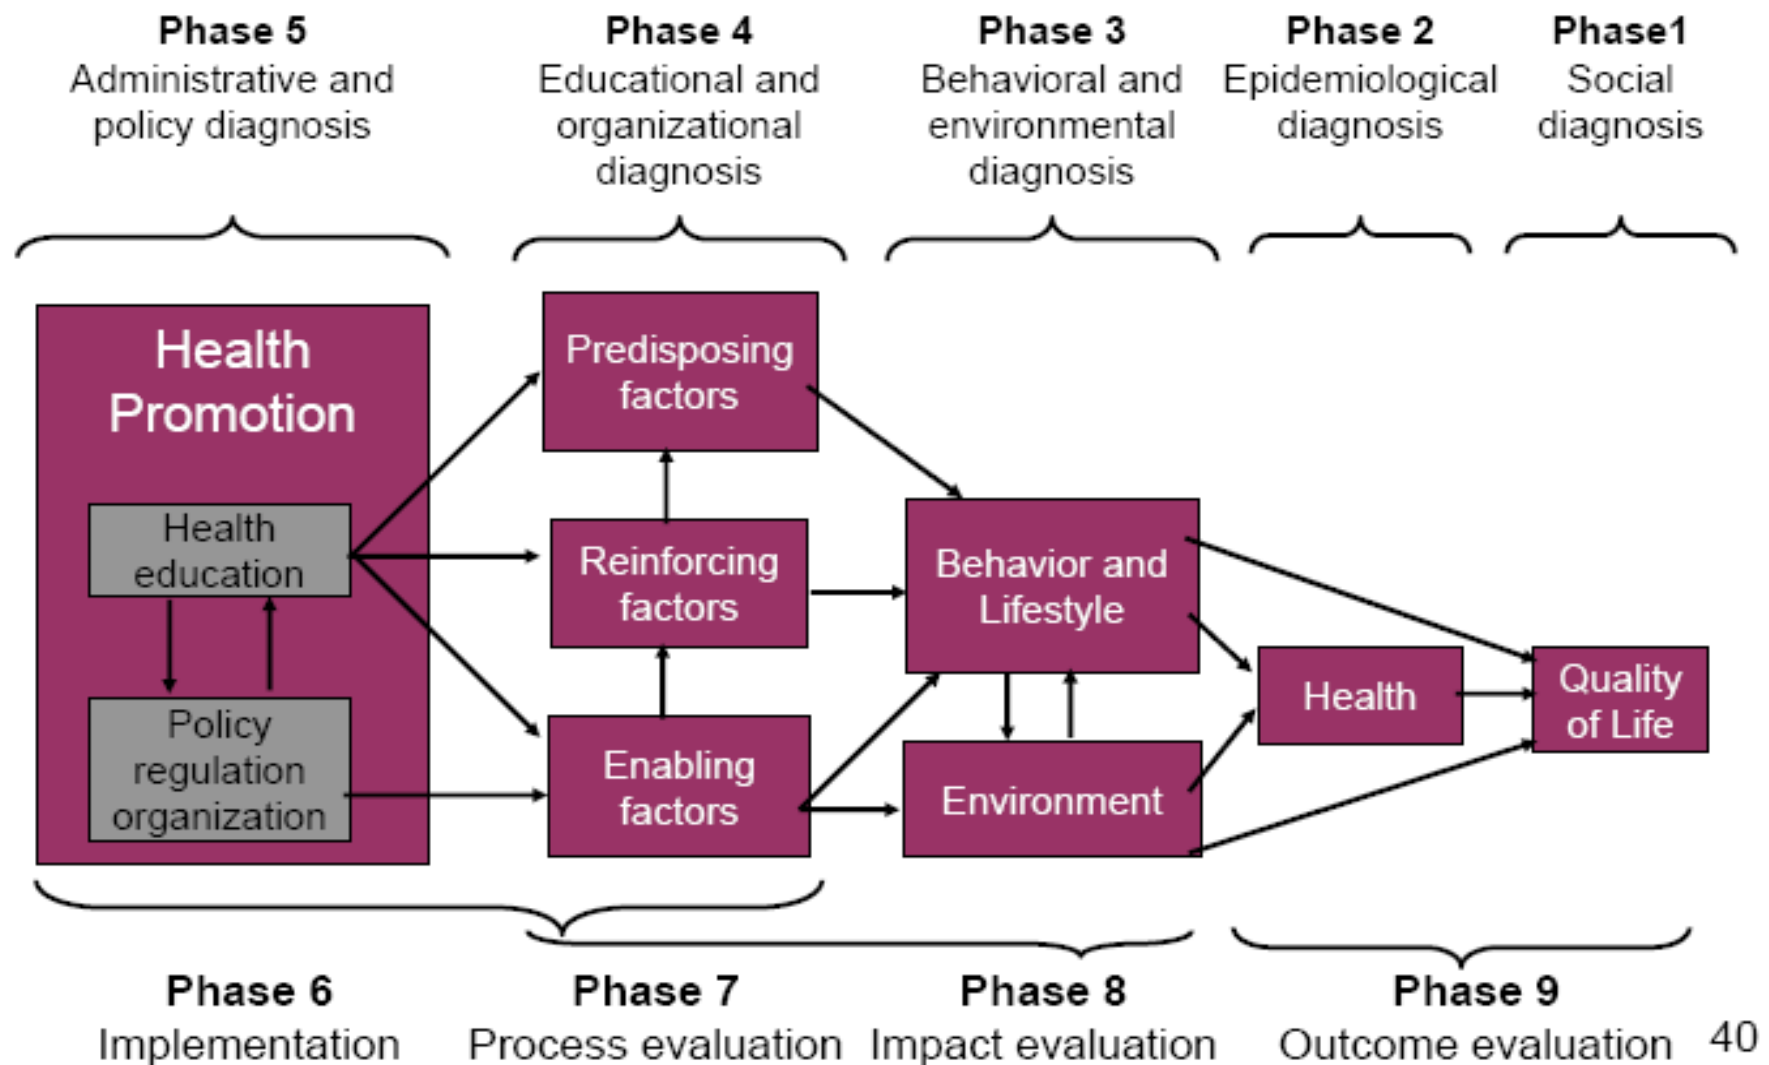 Phase 5
Administrative and
policy diagnosis
Phase 4
Educational and
organizational
diagnosis
Phase 3
Behavioral and
environmental
diagnosis
Phase 2
Epidemiological
diagnosis
Phase1
Social
diagnosis
Health
Promotion
Health
education
Policy
regulation
organization
Predisposing
factors
Reinforcing
factors
Enabling
factors
Behavior and
Lifestyle
Environment
Health
Quality
of Life
Phase 6
Implementation
Phase 7
Process evaluation
Phase 8
Impact evaluation
Phase 9
Outcome evaluation
40